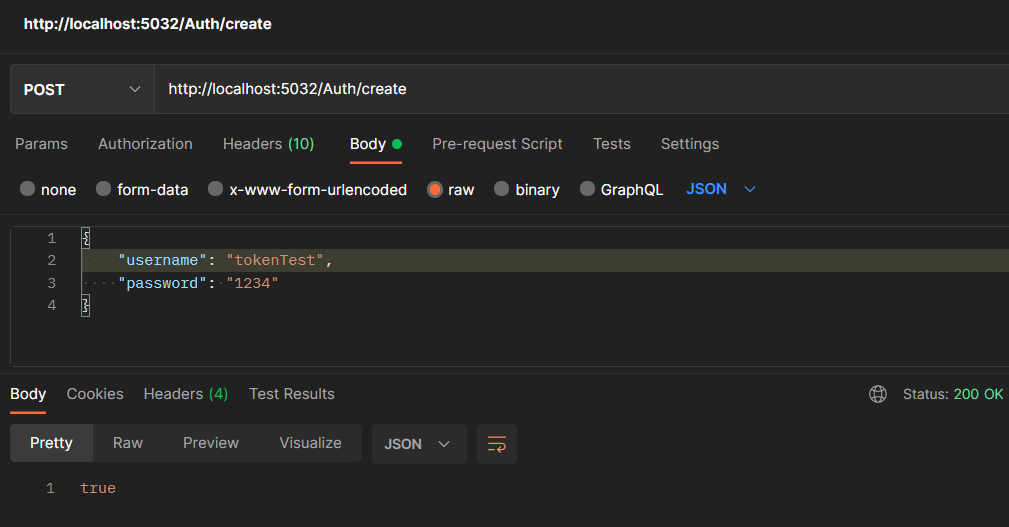 http://localhost:5032/Auth/create
POST http://localhost:5032/Auth/create
Params Authorization Headers (10) Body Pre-request Script Tests Settings
none form-data x-www-form-urlencoded raw binary GraphQL JSON
1 {
2 "username": "tokenTest",
3 "password": "1234"
4 }
Body Cookies Headers (4) Test Results Status: 200 OK
Pretty Raw Preview Visualize JSON
1 true